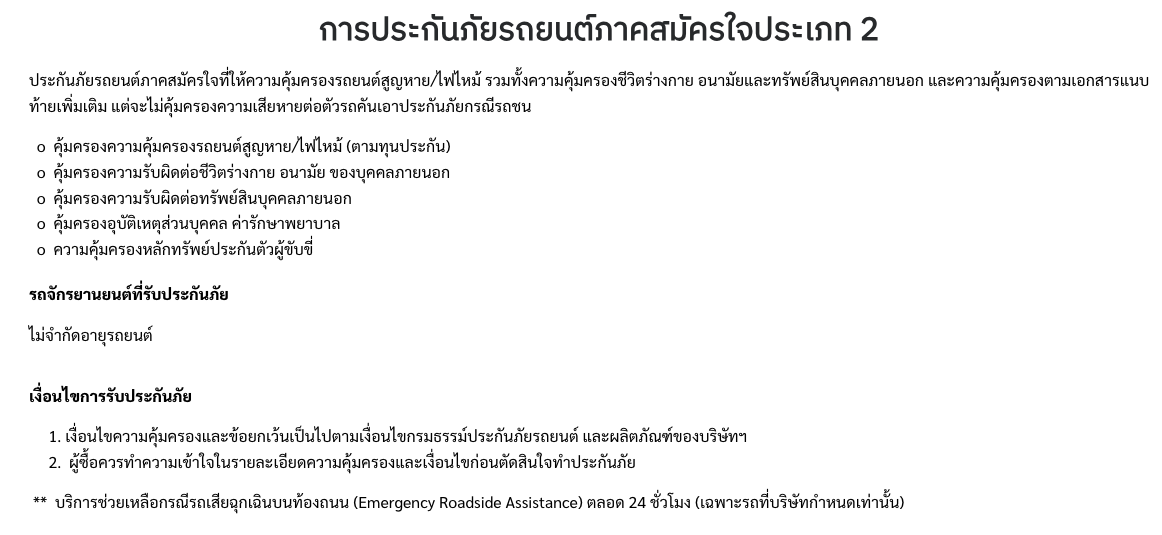 การประกันภัยรถยนต์ภาคสมัครใจประเภท 2
ประกันภัยรถยนต์ภาคสมัครใจที่ให้ความคุ้มครองรถยนต์สูญหาย/ไฟไหม้ รวมทั้งความคุ้มครองชีวิตร่างกาย อนามัยและทรัพย์สินบุคคลภายนอก และความคุ้มครองตามเอกสารแนบ
ท้ายเพิ่มเติม แต่จะไม่คุ้มครองความเสียหายต่อตัวรถคันเอาประกันภัยกรณีรถชน
o คุ้มครองความคุ้มครองรถยนต์สูญหาย/ไฟไหม้ (ตามทุนประกัน)
o คุ้มครองความรับผิดต่อชีวิตร่างกาย อนามัย ของบุคคลภายนอก
o คุ้มครองความรับผิดต่อทรัพย์สินบุคคลภายนอก
o คุ้มครองอุบัติเหตุส่วนบุคคล ค่ารักษาพยาบาล
o ความคุ้มครองหลักทรัพย์ประกันตัวผู้ขับขี่
รถจักรยานยนต์ที่รับประกันภัย
ไม่จำกัดอายุรถยนต์
เงื่อนไขการรับประกันภัย
1. เงื่อนไขความคุ้มครองและข้อยกเว้นเป็นไปตามเงื่อนไขกรมธรรม์ประกันภัยรถยนต์ และผลิตภัณฑ์ของบริษัทฯ
2. ผู้ซื้อควรทำความเข้าใจในรายละเอียดความคุ้มครองและเงื่อนไขก่อนตัดสินใจทำประกันภัย
** บริการช่วยเหลือกรณีรถเสียฉุกเฉินบนท้องถนน (Emergency Roadside Assistance) ตลอด 24 ชั่วโมง (เฉพาะรถที่บริษัทกำหนดเท่านั้น)